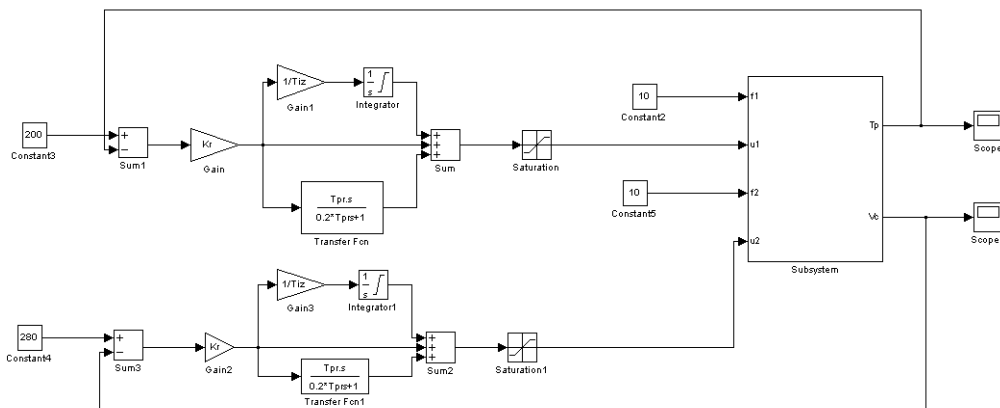 200
Constant3
+
−
Sum1
Kr
Gain
1/Tiz
Gain1
1
s
Integrator
Tpr.s
0.2*Tprs+1
Transfer Fcn
+
+
+
Sum
Saturation
10
Constant2
10
Constant5
f1
u1
f2
u2
Tp
Vc
Subsystem
Scope
Scope
280
Constant4
+
−
Sum3
Kr
Gain2
1/Tiz
Gain3
1
s
Integrator1
Tpr.s
0.2*Tprs+1
Transfer Fcn1
+
+
+
Sum2
Saturation1